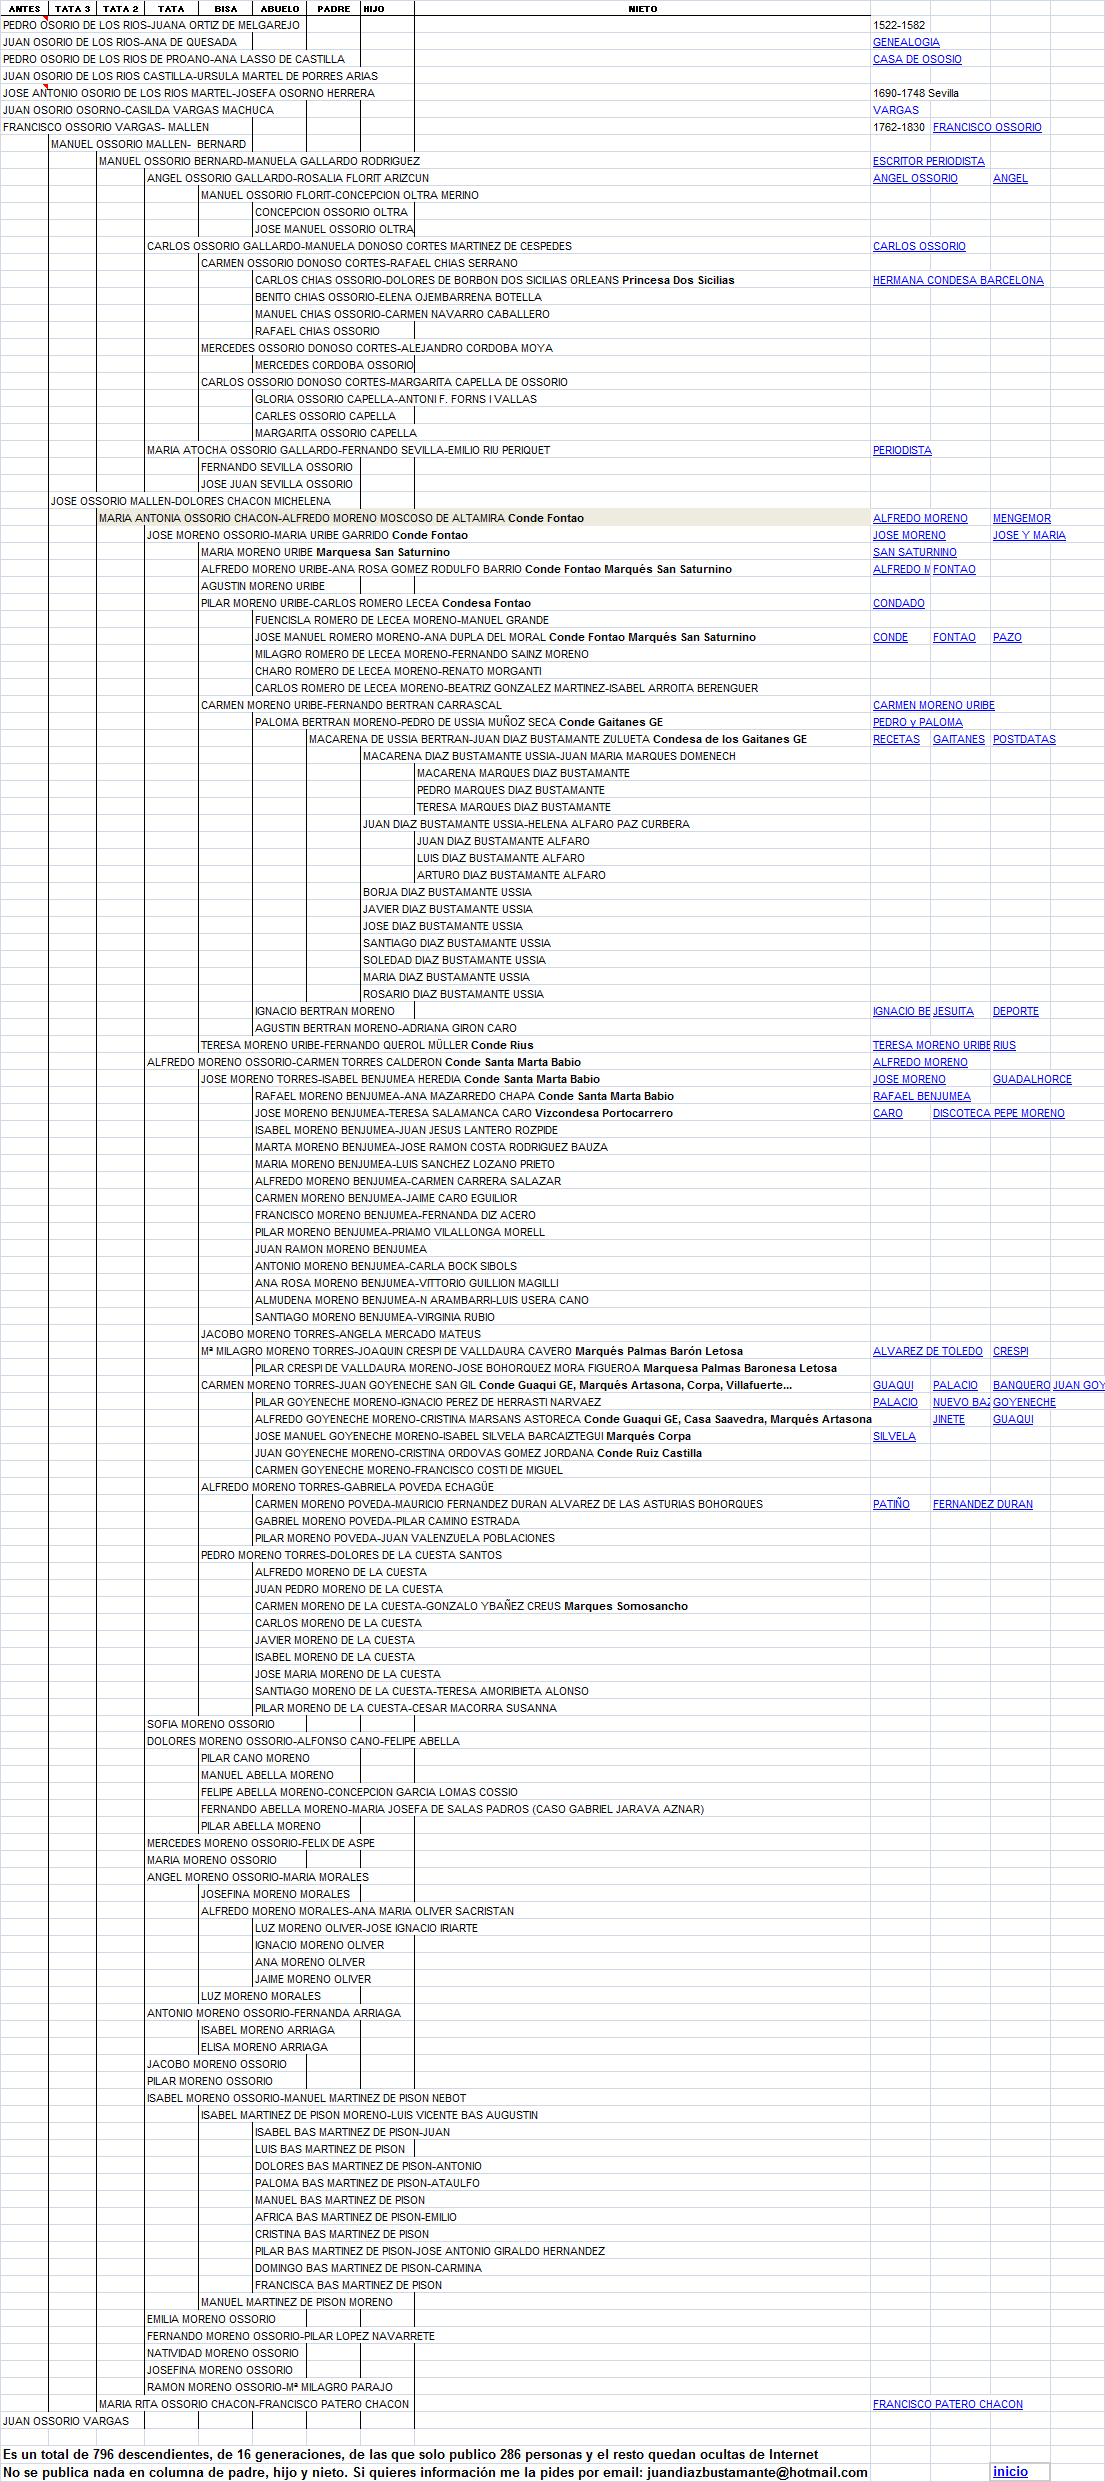 ANTES TATA 3 TATA 2 TATA BISA ABUELO PADRE HIJO NIETO
PEDRO OSORIO DE LOS RIOS-JUANA ORTIZ DE MELGAREJO 1522-1582
JUAN OSORIO DE LOS RIOS-ANA DE QUESADA GENEALOGIA
PEDRO OSORIO DE LOS RIOS DE PROANO-ANA LASSO DE CASTILLA CASA DE OSOSIO
JUAN OSORIO DE LOS RIOS CASTILLA-URSULA MARTEL DE PORRES ARIAS
JOSE ANTONIO OSORIO DE LOS RIOS MARTEL-JOSEFA OSORNO HERRERA 1690-1748 Sevilla
JUAN OSORIO OSORNO-CASILDA VARGAS MACHUCA VARGAS
FRANCISCO OSSORIO VARGAS- MALLEN 1762-1830 FRANCISCO OSSORIO
MANUEL OSSORIO MALLEN- BERNARD
MANUEL OSSORIO BERNARD-MANUELA GALLARDO RODRIGUEZ ESCRITOR PERIODISTA
ANGEL OSSORIO GALLARDO-ROSALIA FLORIT ARIZCUN ANGEL OSSORIO ANGEL
MANUEL OSSORIO FLORIT-CONCEPCION OLTRA MERINO
CONCEPCION OSSORIO OLTRA
JOSE MANUEL OSSORIO OLTRA
CARLOS OSSORIO GALLARDO-MANUELA DONOSO CORTES MARTINEZ DE CESPEDES CARLOS OSSORIO
CARMEN OSSORIO DONOSO CORTES-RAFAEL CHIAS SERRANO
CARLOS CHIAS OSSORIO-DOLORES DE BORBON DOS SICILIAS ORLEANS Princesa Dos Sicilias HERMANA CONDESA BARCELONA
BENITO CHIAS OSSORIO-ELENA OJEMBARRENA BOTELLA
MANUEL CHIAS OSSORIO-CARMEN NAVARRO CABALLERO
RAFAEL CHIAS OSSORIO
MERCEDES OSSORIO DONOSO CORTES-ALEJANDRO CORDOBA MOYA
MERCEDES CORDOBA OSSORIO
CARLOS OSSORIO DONOSO CORTES-MARGARITA CAPELLA DE OSSORIO
GLORIA OSSORIO CAPELLA-ANTONI F. FORNS I VALLAS
CARLES OSSORIO CAPELLA
MARGARITA OSSORIO CAPELLA
MARIA ATOCHA OSSORIO GALLARDO-FERNANDO SEVILLA-EMILIO RIU PERIQUET PERIODISTA
FERNANDO SEVILLA OSSORIO
JOSE JUAN SEVILLA OSSORIO
JOSE OSSORIO MALLEN-DOLORES CHACON MICHELENA
MARIA ANTONIA OSSORIO CHACON-ALFREDO MORENO MOSCOSO DE ALTAMIRA Conde Fontao ALFREDO MORENO MENGEMOR
JOSE MORENO OSSORIO-MARIA URIBE GARRIDO Conde Fontao JOSE MORENO JOSE Y MARIA
MARIA MORENO URIBE Marquesa San Saturnino SAN SATURNINO
ALFREDO MORENO URIBE-ANA ROSA GOMEZ RODULFO BARRIO Conde Fontao Marqués San Saturnino ALFREDO M FONTAO
AGUSTIN MORENO URIBE
PILAR MORENO URIBE-CARLOS ROMERO LECEA Condesa Fontao CONDADO
FUENCISLA ROMERO DE LECEA MORENO-MANUEL GRANDE
JOSE MANUEL ROMERO MORENO-ANA DUPLA DEL MORAL Conde Fontao Marqués San Saturnino CONDE FONTAO PAZO
MILAGRO ROMERO DE LECEA MORENO-FERNANDO SAINZ MORENO
CHARO ROMERO DE LECEA MORENO-RENATO MORGANTI
CARLOS ROMERO DE LECEA MORENO-BEATRIZ GONZALEZ MARTINEZ-ISABEL ARROITA BERENGUER
CARMEN MORENO URIBE-FERNANDO BERTRAN CARRASCAL CARMEN MORENO URIBE
PALOMA BERTRAN MORENO-PEDRO DE USSIA MUÑOZ SECA Conde Gaitanes GE PEDRO y PALOMA
MACARENA DE USSIA BERTRAN-JUAN DIAZ BUSTAMANTE ZULUETA Condesa de los Gaitanes GE RECETAS GAITANES POSTDATAS
MACARENA DIAZ BUSTAMANTE USSIA-JUAN MARIA MARQUES DOMENECH
MACARENA MARQUES DIAZ BUSTAMANTE
PEDRO MARQUES DIAZ BUSTAMANTE
TERESA MARQUES DIAZ BUSTAMANTE
JUAN DIAZ BUSTAMANTE USSIA-HELENA ALFARO PAZ CURBERA
JUAN DIAZ BUSTAMANTE ALFARO
LUIS DIAZ BUSTAMANTE ALFARO
ARTURO DIAZ BUSTAMANTE ALFARO
BORJA DIAZ BUSTAMANTE USSIA
JAVIER DIAZ BUSTAMANTE USSIA
JOSE DIAZ BUSTAMANTE USSIA
SANTIAGO DIAZ BUSTAMANTE USSIA
SOLEDAD DIAZ BUSTAMANTE USSIA
MARIA DIAZ BUSTAMANTE USSIA
ROSARIO DIAZ BUSTAMANTE USSIA
IGNACIO BERTRAN MORENO IGNACIO BE JESUITA DEPORTE
AGUSTIN BERTRAN MORENO-ADRIANA GIRON CARO
TERESA MORENO URIBE-FERNANDO QUEROL MÜLLER Conde Rius TERESA MORENO URIBE RIUS
ALFREDO MORENO OSSORIO-CARMEN TORRES CALDERON Conde Santa Marta Babio ALFREDO MORENO
JOSE MORENO TORRES-ISABEL BENJUMEA HEREDIA Conde Santa Marta Babio JOSE MORENO GUADALHORCE
RAFAEL MORENO BENJUMEA-ANA MAZARREDO CHAPA Conde Santa Marta Babio RAFAEL BENJUMEA
JOSE MORENO BENJUMEA-TERESA SALAMANCA CARO Vizcondesa Portocarrero CARO DISCOTECA PEPE MORENO
ISABEL MORENO BENJUMEA-JUAN JESUS LANTERO ROZPIDE
MARTA MORENO BENJUMEA-JOSE RAMON COSTA RODRIGUEZ BAUZA
MARIA MORENO BENJUMEA-LUIS SANCHEZ LOZANO PRIETO
ALFREDO MORENO BENJUMEA-CARMEN CARRERA SALAZAR
CARMEN MORENO BENJUMEA-JAIME CARO EGUILIOR
FRANCISCO MORENO BENJUMEA-FERNANDA DIZ ACERO
PILAR MORENO BENJUMEA-PRIAMO VILALLONGA MORELL
JUAN RAMON MORENO BENJUMEA
ANTONIO MORENO BENJUMEA-CARLA BOCK SIBOLS
ANA ROSA MORENO BENJUMEA-VITTORIO GUILLION MAGILLI
ALMUDENA MORENO BENJUMEA-N ARAMBARRI-LUIS USERA CANO
SANTIAGO MORENO BENJUMEA-VIRGINIA RUBIO
JACOBO MORENO TORRES-ANGELA MERCADO MATEUS
Mª MILAGRO MORENO TORRES-JOAQUIN CRESPI DE VALLDAURA CAVERO Marqués Palmas Barón Letosa ALVAREZ DE TOLEDO CRESPI
PILAR CRESPI DE VALLDAURA MORENO-JOSE BOHORQUEZ MORA FIGUEROA Marquesa Palmas Baronesa Letosa
CARMEN MORENO TORRES-JUAN GOYENECHE SAN GIL Conde Guaqui GE, Marqués Artasona, Corpa, Villafuerte... GUAQUI PALACIO BANQUERO JUAN GOY
PILAR GOYENECHE MORENO-IGNACIO PEREZ DE HERRASTI NARVAEZ PALACIO NUEVO BAZ GOYENECHE
ALFREDO GOYENECHE MORENO-CRISTINA MARSANS ASTORECA Conde Guaqui GE, Casa Saavedra, Marqués Artasona JINETE GUAQUI
JOSE MANUEL GOYENECHE MORENO-ISABEL SILVELA BARCAIZTEGUI Marqués Corpa SILVELA
JUAN GOYENECHE MORENO-CRISTINA ORDOVAS GOMEZ JORDANA Conde Ruiz Castilla
CARMEN GOYENECHE MORENO-FRANCISCO COSTI DE MIGUEL
ALFREDO MORENO TORRES-GABRIELA POVEDA ECHAGÜE
CARMEN MORENO POVEDA-MAURICIO FERNANDEZ DURAN ALVAREZ DE LAS ASTURIAS BOHORQUES PATIÑO FERNANDEZ DURAN
GABRIEL MORENO POVEDA-PILAR CAMINO ESTRADA
PILAR MORENO POVEDA-JUAN VALENZUELA POBLACIONES
PEDRO MORENO TORRES-DOLORES DE LA CUESTA SANTOS
ALFREDO MORENO DE LA CUESTA
JUAN PEDRO MORENO DE LA CUESTA
CARMEN MORENO DE LA CUESTA-GONZALO YBAÑEZ CREUS Marques Somosancho
CARLOS MORENO DE LA CUESTA
JAVIER MORENO DE LA CUESTA
ISABEL MORENO DE LA CUESTA
JOSE MARIA MORENO DE LA CUESTA
SANTIAGO MORENO DE LA CUESTA-TERESA AMORIBIETA ALONSO
PILAR MORENO DE LA CUESTA-CESAR MACORRA SUSANNA
SOFIA MORENO OSSORIO
DOLORES MORENO OSSORIO-ALFONSO CANO-FELIPE ABELLA
PILAR CANO MORENO
MANUEL ABELLA MORENO
FELIPE ABELLA MORENO-CONCEPCION GARCIA LOMAS COSSIO
FERNANDO ABELLA MORENO-MARIA JOSEFA DE SALAS PADROS (CASO GABRIEL JARAVA AZNAR)
PILAR ABELLA MORENO
MERCEDES MORENO OSSORIO-FELIX DE ASPE
MARIA MORENO OSSORIO
ANGEL MORENO OSSORIO-MARIA MORALES
JOSEFINA MORENO MORALES
ALFREDO MORENO MORALES-ANA MARIA OLIVER SACRISTAN
LUZ MORENO OLIVER-JOSE IGNACIO IRIARTE
IGNACIO MORENO OLIVER
ANA MORENO OLIVER
JAIME MORENO OLIVER
LUZ MORENO MORALES
ANTONIO MORENO OSSORIO-FERNANDA ARRIAGA
ISABEL MORENO ARRIAGA
ELISA MORENO ARRIAGA
JACOBO MORENO OSSORIO
PILAR MORENO OSSORIO
ISABEL MORENO OSSORIO-MANUEL MARTINEZ DE PISON NEBOT
ISABEL MARTINEZ DE PISON MORENO-LUIS VICENTE BAS AUGUSTIN
ISABEL BAS MARTINEZ DE PISON-JUAN
LUIS BAS MARTINEZ DE PISON
DOLORES BAS MARTINEZ DE PISON-ANTONIO
PALOMA BAS MARTINEZ DE PISON-ATAULFO
MANUEL BAS MARTINEZ DE PISON
AFRICA BAS MARTINEZ DE PISON-EMILIO
CRISTINA BAS MARTINEZ DE PISON
PILAR BAS MARTINEZ DE PISON-JOSE ANTONIO GIRALDO HERNANDEZ
DOMINGO BAS MARTINEZ DE PISON-CARMINA
FRANCISCA BAS MARTINEZ DE PISON
MANUEL MARTINEZ DE PISON MORENO
EMILIA MORENO OSSORIO
FERNANDO MORENO OSSORIO-PILAR LOPEZ NAVARRETE
NATIVIDAD MORENO OSSORIO
JOSEFINA MORENO OSSORIO
RAMON MORENO OSSORIO-Mª MILAGRO PARAJO
MARIA RITA OSSORIO CHACON-FRANCISCO PATERO CHACON FRANCISCO PATERO CHACON
JUAN OSSORIO VARGAS
Es un total de 796 descendientes, de 16 generaciones, de las que solo publico 286 personas y el resto quedan ocultas de Internet
No se publica nada en columna de padre, hijo y nieto. Si quieres información me la pides por email: juandiazbustamante@hotmail.com inicio